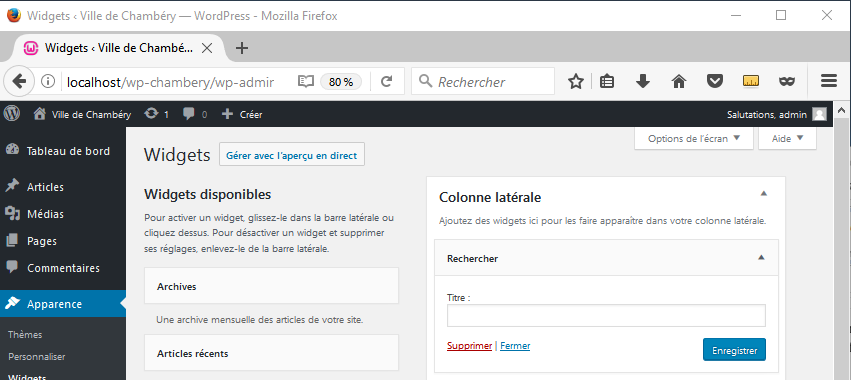 Widgets ‹ Ville de Chambéry — WordPress - Mozilla Firefox
Widgets ‹ Ville de Chambé...
localhost/wp-chambery/wp-admir
80 %
Rechercher
Ville de Chambéry
1
0
Créer
Salutations, admin
Tableau de bord
Articles
Médias
Pages
Commentaires
Apparence
Thèmes
Personnaliser
Widgets
Options de l'écran
Aide
Widgets
Gérer avec l'aperçu en direct
Widgets disponibles
Pour activer un widget, glissez-le dans la barre latérale ou
cliquez dessus. Pour désactiver un widget et supprimer
ses réglages, enlevez-le de la barre latérale.
Archives
Une archive mensuelle des articles de votre site.
Articles récents
Colonne latérale
Ajoutez des widgets ici pour les faire apparaître dans votre colonne latérale.
Rechercher
Titre :
Supprimer | Fermer
Enregistrer